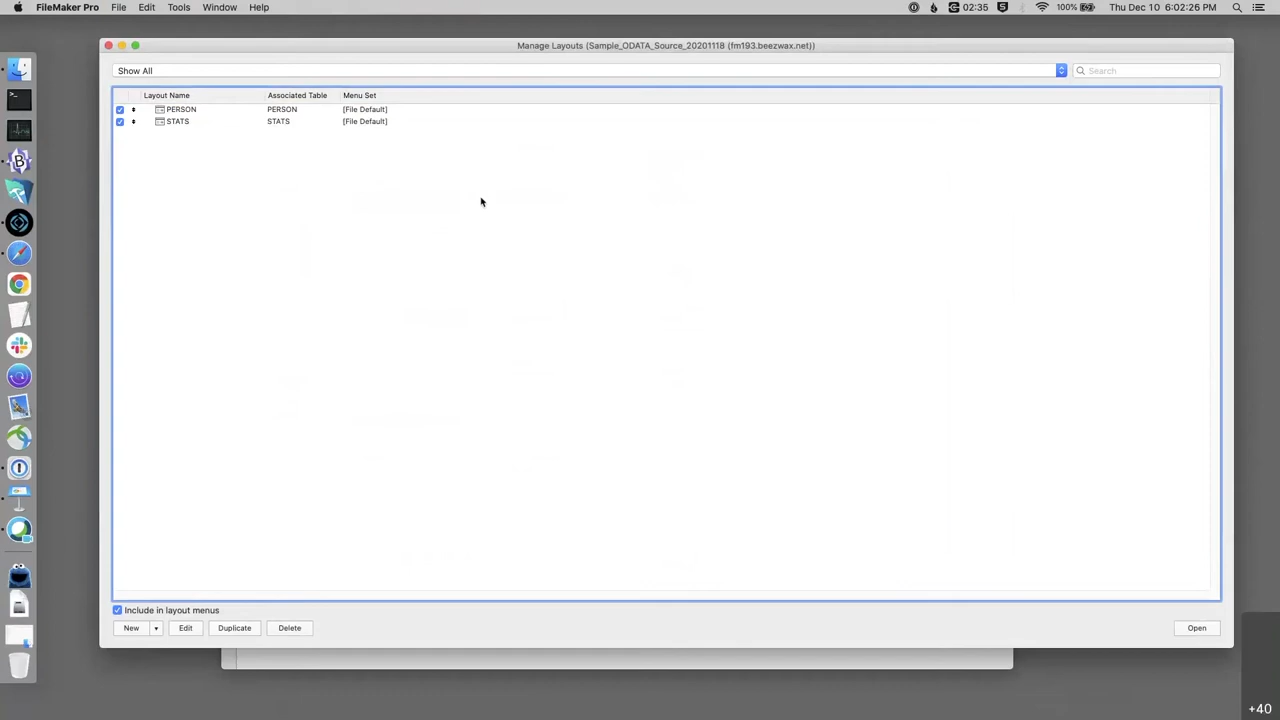 FileMaker Pro File Edit Tools Window Help 02:35 100% Thu Dec 10 6:02:26 PM
Manage Layouts (Sample_ODATA_Source_20201118 (fm193.beezwax.net))
Show All Search
Layout Name Associated Table Menu Set
PERSON PERSON [File Default]
STATS STATS [File Default]
Include in layout menus
New Edit Duplicate Delete Open
+40